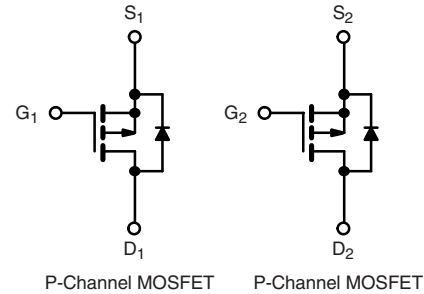 S1 S2
G1 G2
D1 D2
P-Channel MOSFET P-Channel MOSFET